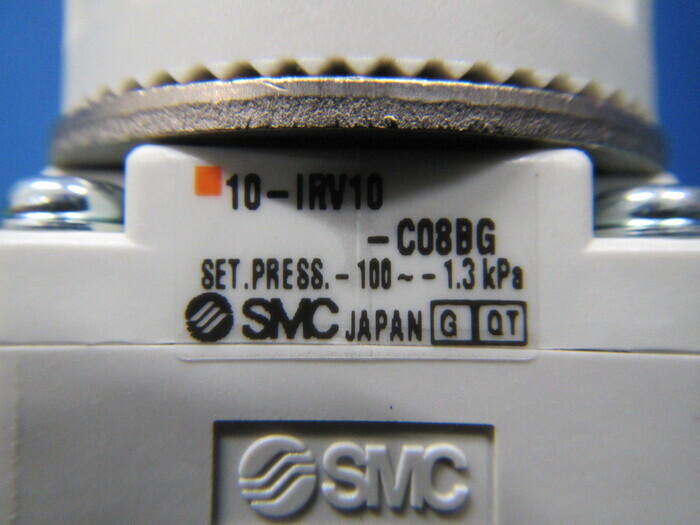 10-IRV10
-C08BG
SET.PRESS. -100 ~ -1.3 kPa
SMC JAPAN G QT
SMC